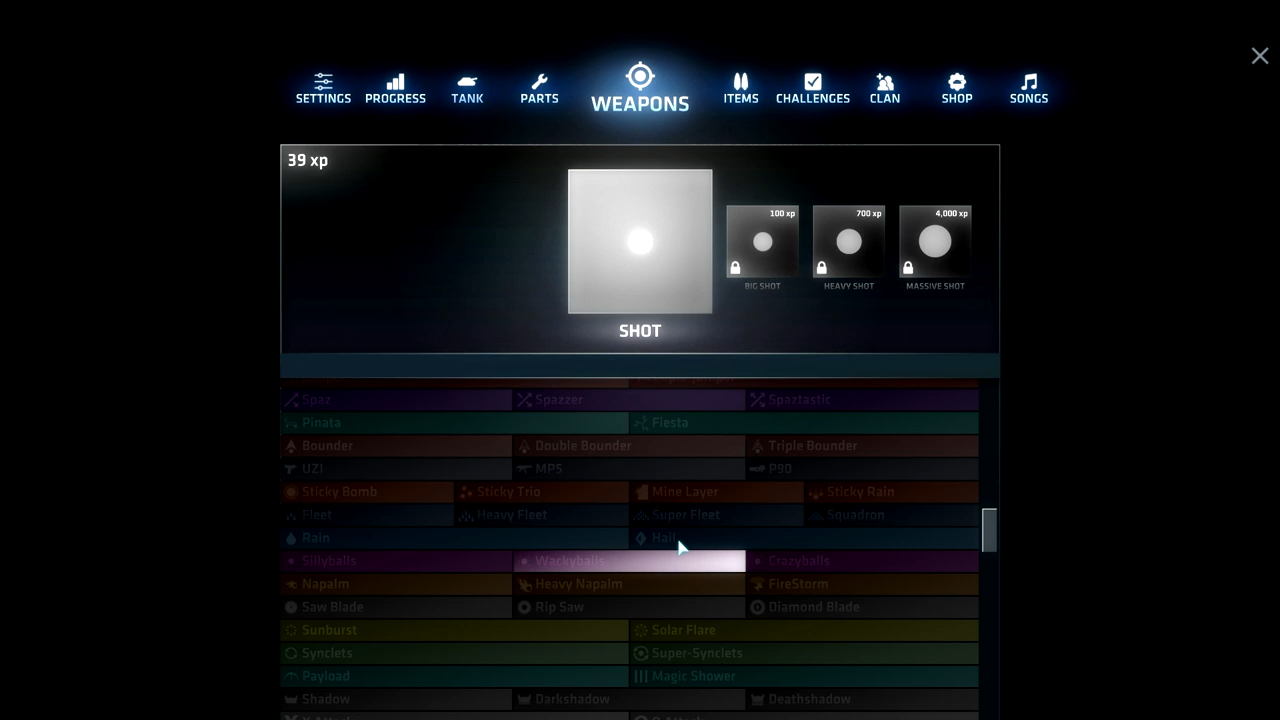 SETTINGS PROGRESS TANK PARTS WEAPONS ITEMS CHALLENGES CLAN SHOP SONGS
39 xp
100 xp 700 xp 4,000 xp
BIG SHOT HEAVY SHOT MASSIVE SHOT
SHOT
Spaz Spazzer Spaztastic
Pinata Fiesta
Bounder Double Bounder Triple Bounder
UZI MP5 P90
Sticky Bomb Sticky Trio Mine Layer Sticky Rain
Fleet Heavy Fleet Super Fleet Squadron
Rain Hail
Sillyballs Wackyballs Crazyballs
Napalm Heavy Napalm FireStorm
Saw Blade Rip Saw Diamond Blade
Sunburst Solar Flare
Synclets Super-Synclets
Payload Magic Shower
Shadow Darkshadow Deathshadow